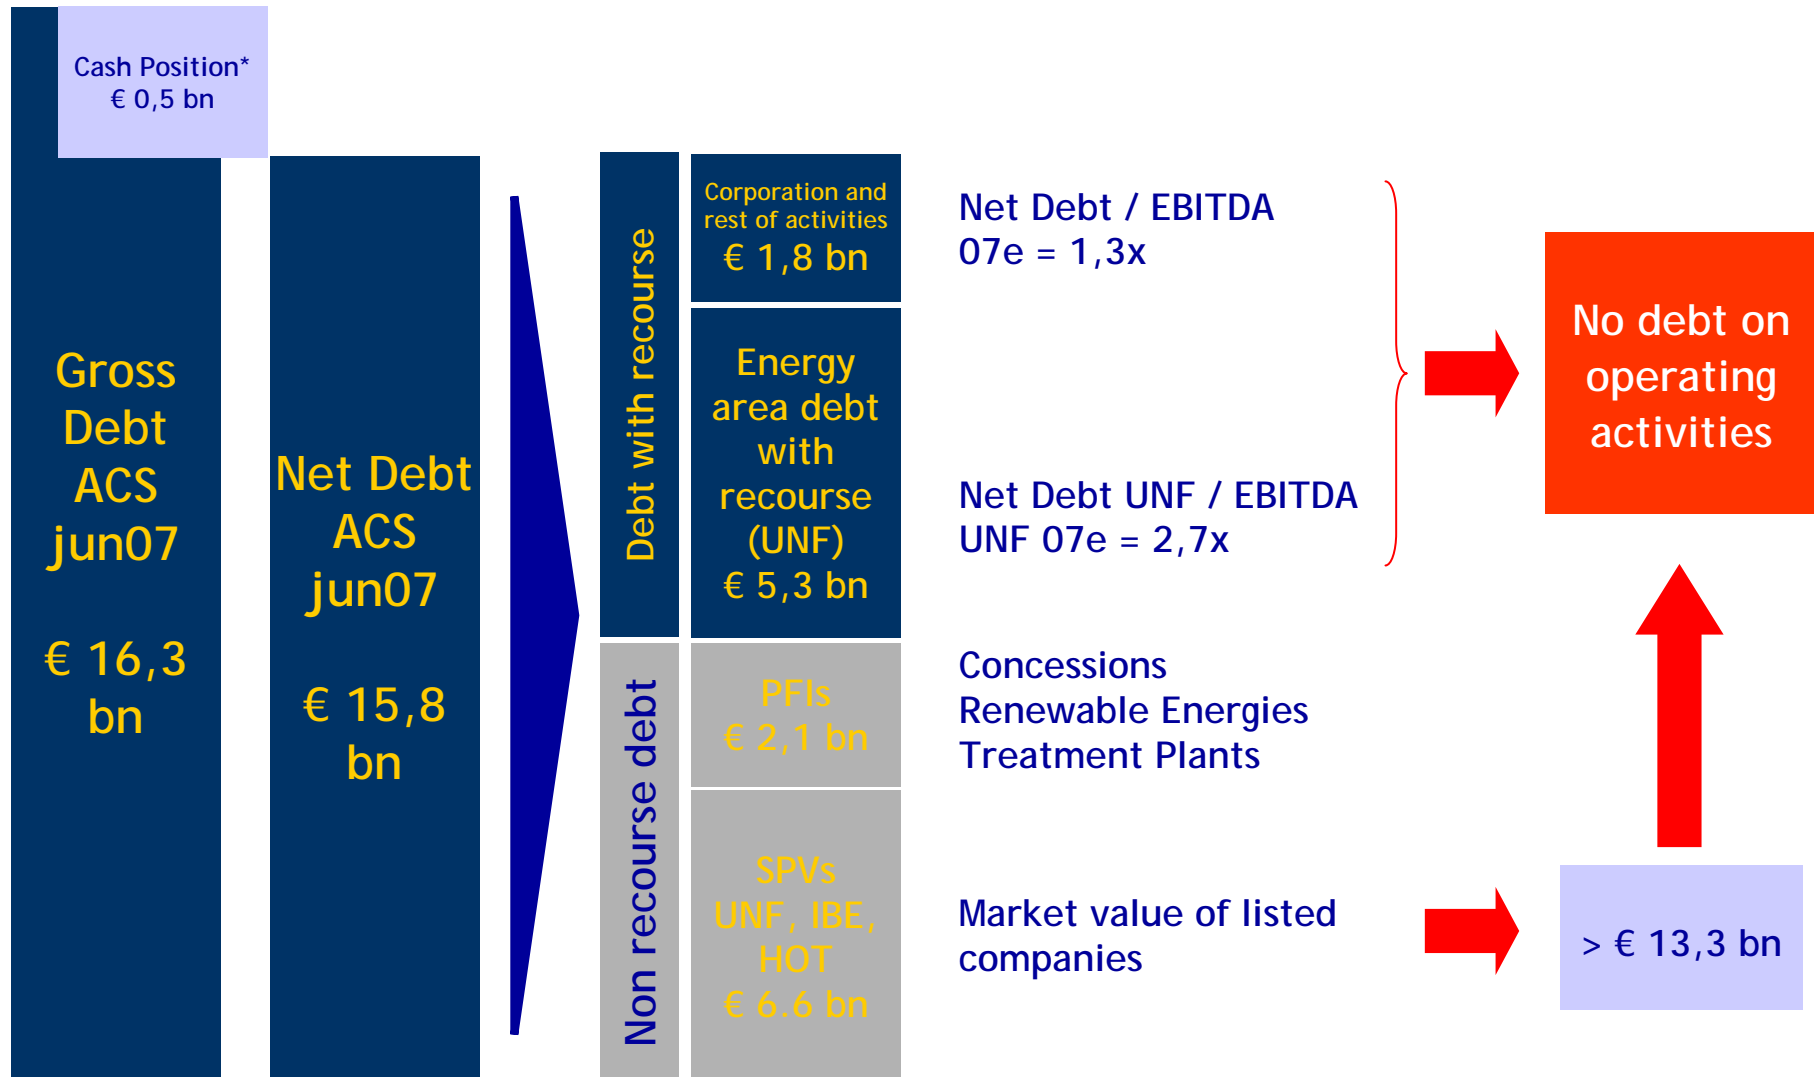 Cash Position*
€ 0,5 bn
Gross
Debt
ACS
jun07
€ 16,3
bn
Net Debt
ACS
jun07
€ 15,8
bn
Debt with recourse
Corporation and
rest of activities
€ 1,8 bn
Energy
area debt
with
recourse
(UNF)
€ 5,3 bn
Non recourse debt
PFIs
€ 2,1 bn
SPVs
UNF, IBE,
HOT
€ 6.6 bn
Net Debt / EBITDA
07e = 1,3x
Net Debt UNF / EBITDA
UNF 07e = 2,7x
Concessions
Renewable Energies
Treatment Plants
Market value of listed
companies
No debt on
operating
activities
> € 13,3 bn